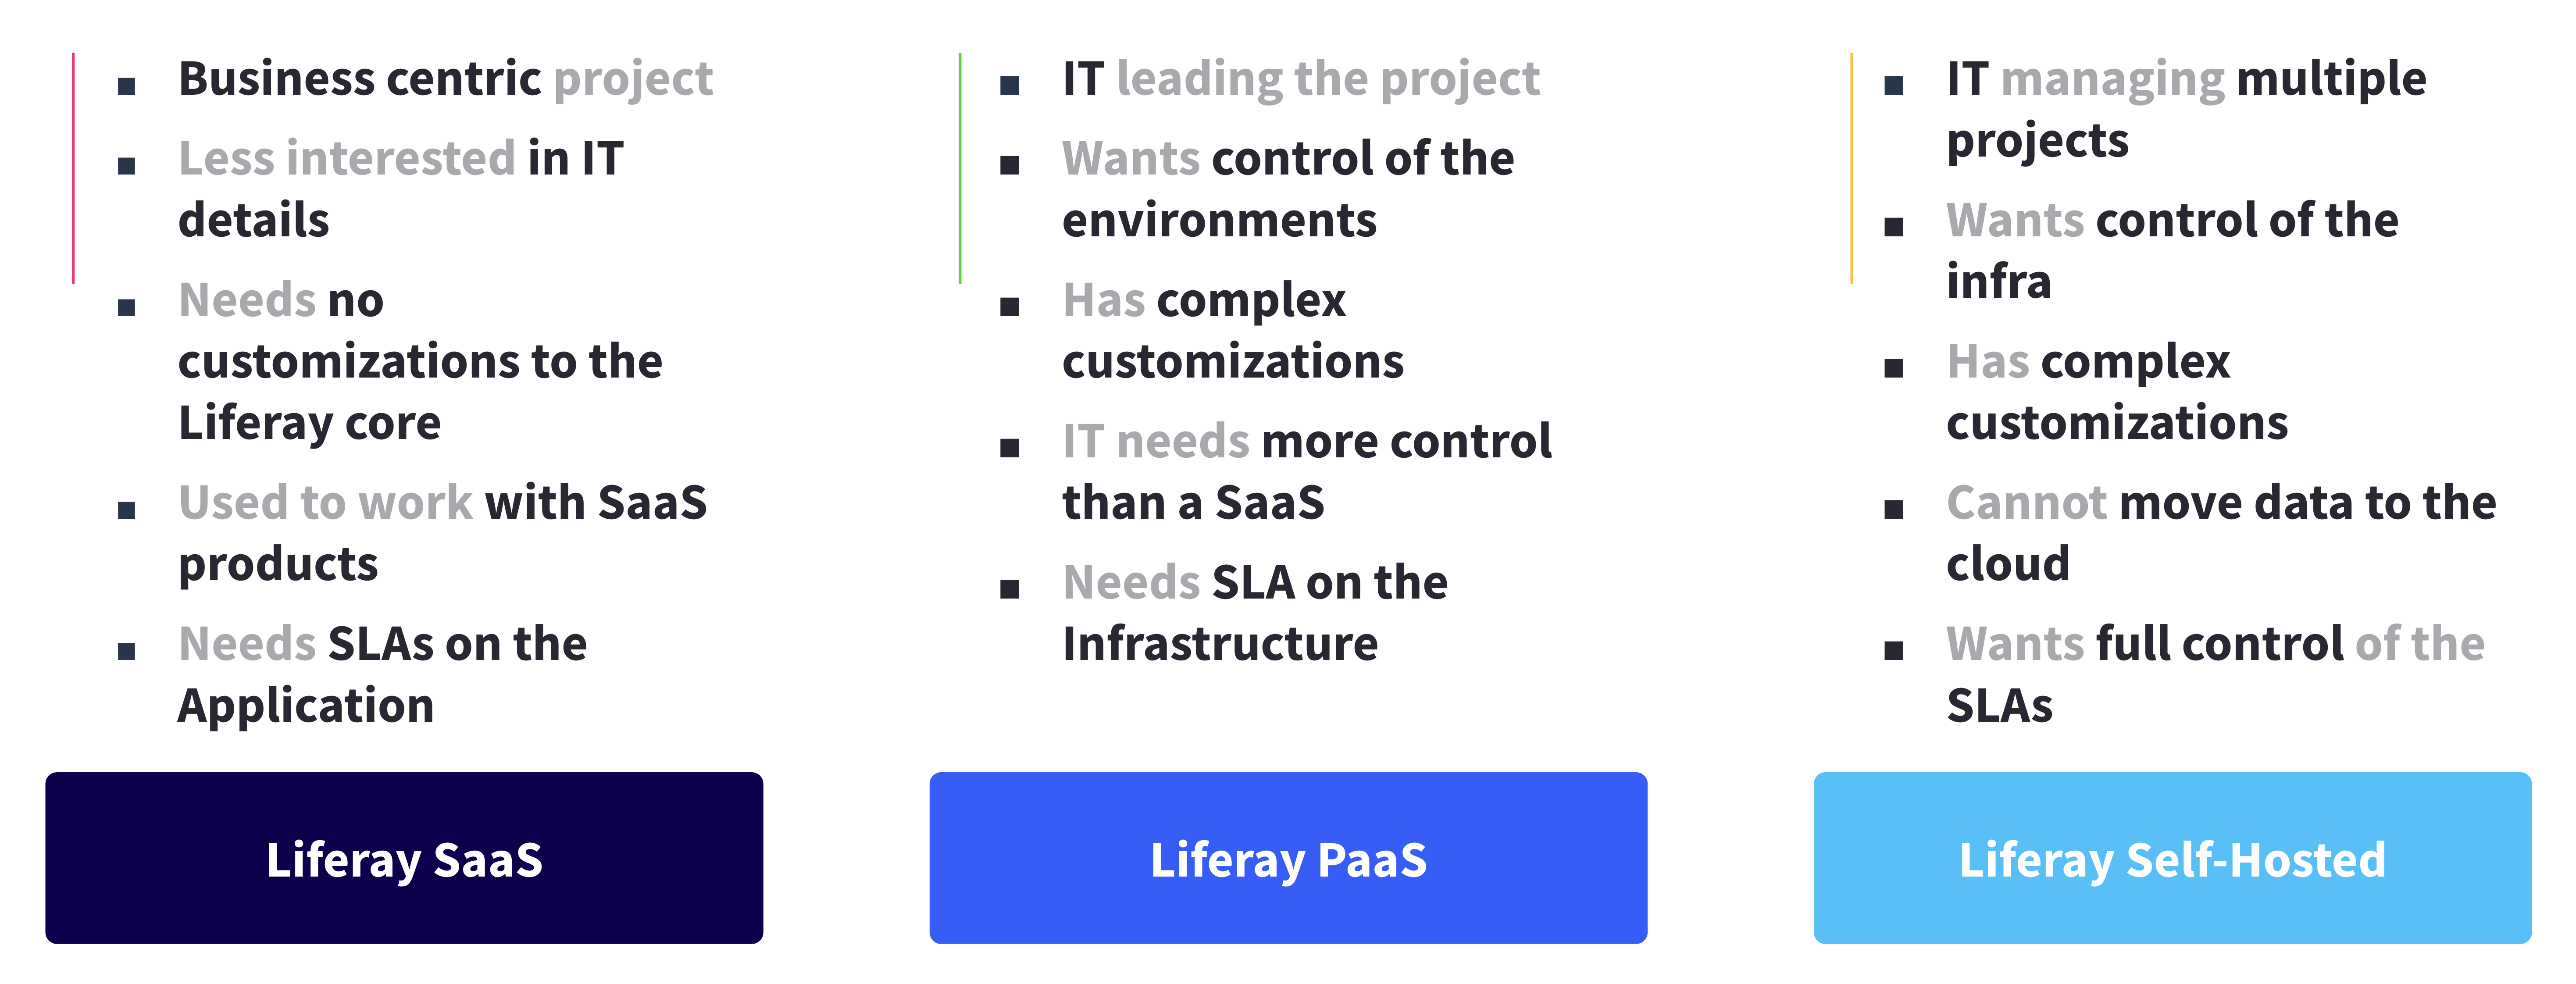 Business centric project
Less interested in IT
details
Needs no
customizations to the
Liferay core
Used to work with SaaS
products
Needs SLAs on the
Application
Liferay SaaS
IT leading the project
Wants control of the
environments
Has complex
customizations
IT needs more control
than a SaaS
Needs SLA on the
Infrastructure
Liferay PaaS
IT managing multiple
projects
Wants control of the
infra
Has complex
customizations
Cannot move data to the
cloud
Wants full control of the
SLAs
Liferay Self-Hosted